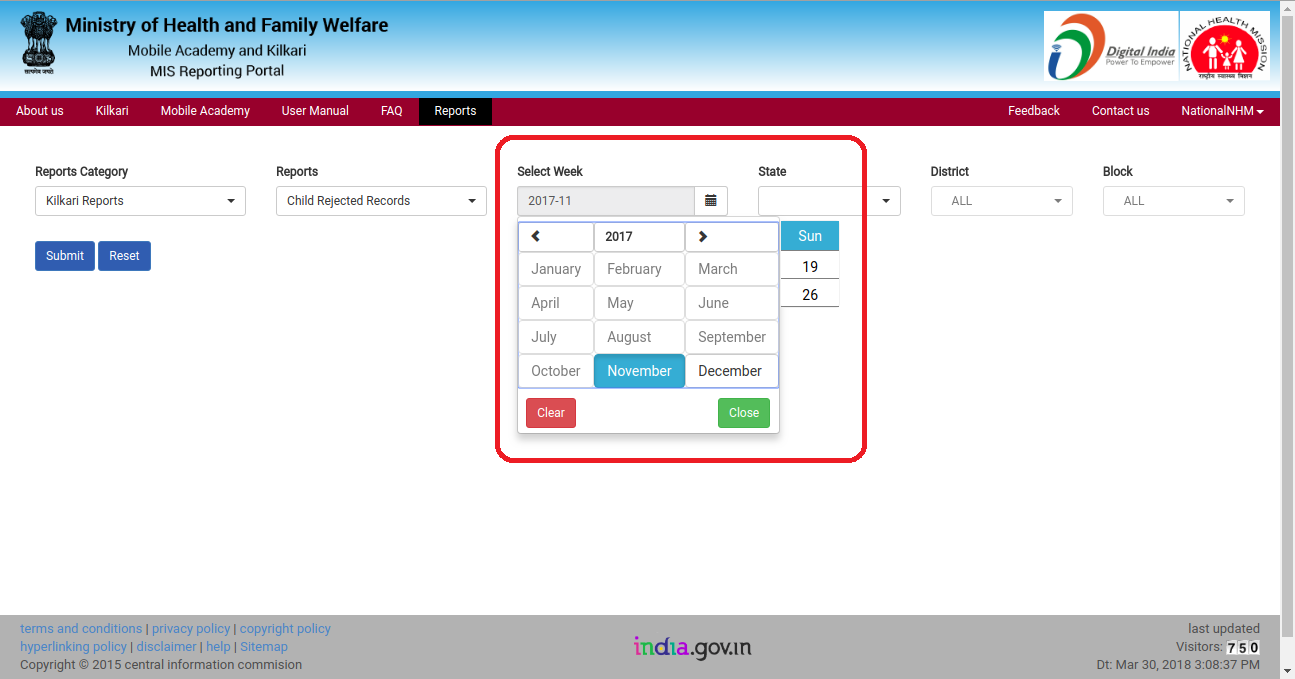 Ministry of Health and Family Welfare
Mobile Academy and Kilkari
MIS Reporting Portal
सत्यमेव जयते
Digital India
Power To Empower
NATIONAL HEALTH MISSION
राष्ट्रीय स्वास्थ्य मिशन
About us Kilkari Mobile Academy User Manual FAQ Reports Feedback Contact us NationalNHM
Reports Category Reports Select Week State District Block
Kilkari Reports Child Rejected Records 2017-11 ALL ALL
Submit Reset
2017 Sun
January February March 19
April May June 26
July August September
October November December
Clear Close
terms and conditions | privacy policy | copyright policy
hyperlinking policy | disclaimer | help | Sitemap
Copyright © 2015 central information commision
india.gov.in
last updated
Visitors: 750
Dt: Mar 30, 2018 3:08:37 PM